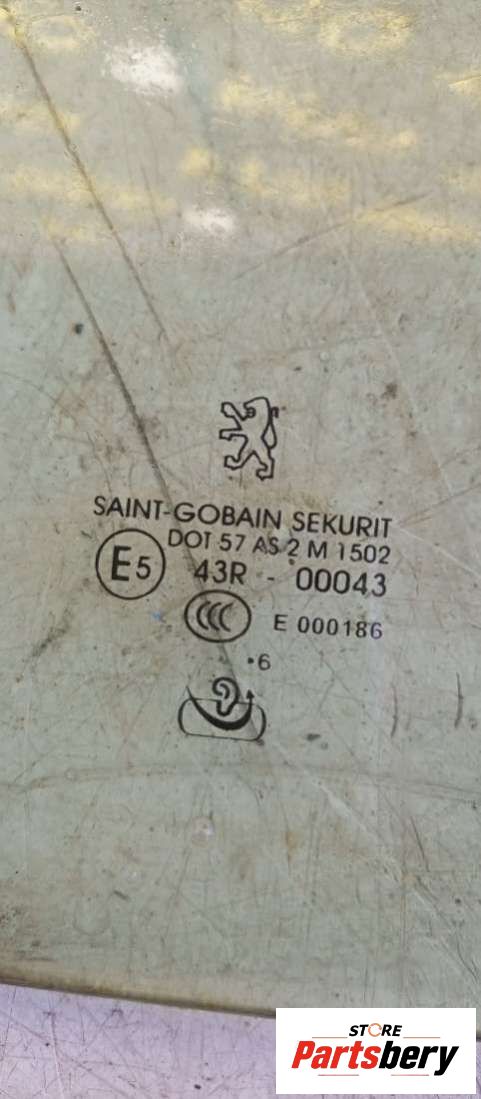 SAINT-GOBAIN SEKURIT
DOT 57 AS 2 M 1502
E5 43R - 00043
CCC E 000186
•6
STORE
Partsbery